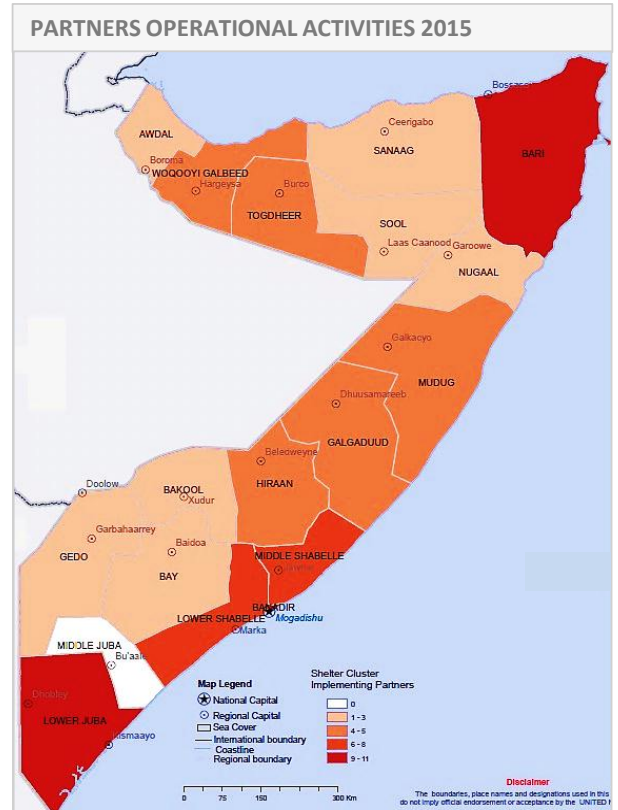 PARTNERS OPERATIONAL ACTIVITIES 2015
Bossasso
AWDAL
Ceerigabo
SANAAG
BARI
Boroma
WOQOOYI GALBEED
Hargeysa
Burco
TOGDHEER
SOOL
Laas Caanood
Garoowe
NUGAAL
Galkacyo
MUDUG
Dhuusamareeb
GALGADUUD
Beledweyne
HIRAAN
Doolow
BAKOOL
Xudur
Garbahaarrey
Baidoa
GEDO
BAY
MIDDLE SHABELLE
BANADIR
LOWER SHABELLE
Mogadishu
Marka
MIDDLE JUBA
Bu'aale
Dhobley
LOWER JUBA
Kismaayo
Map Legend
National Capital
Regional Capital
Sea Cover
International boundary
Coastline
Regional boundary
Shelter Cluster
Implementing Partners
0
1 - 3
4 - 5
6 - 8
9 - 11
0 75 150 300 Km
Disclaimer
The boundaries, place names and designations used in this
do not imply official endorsement or acceptance by the UNITED